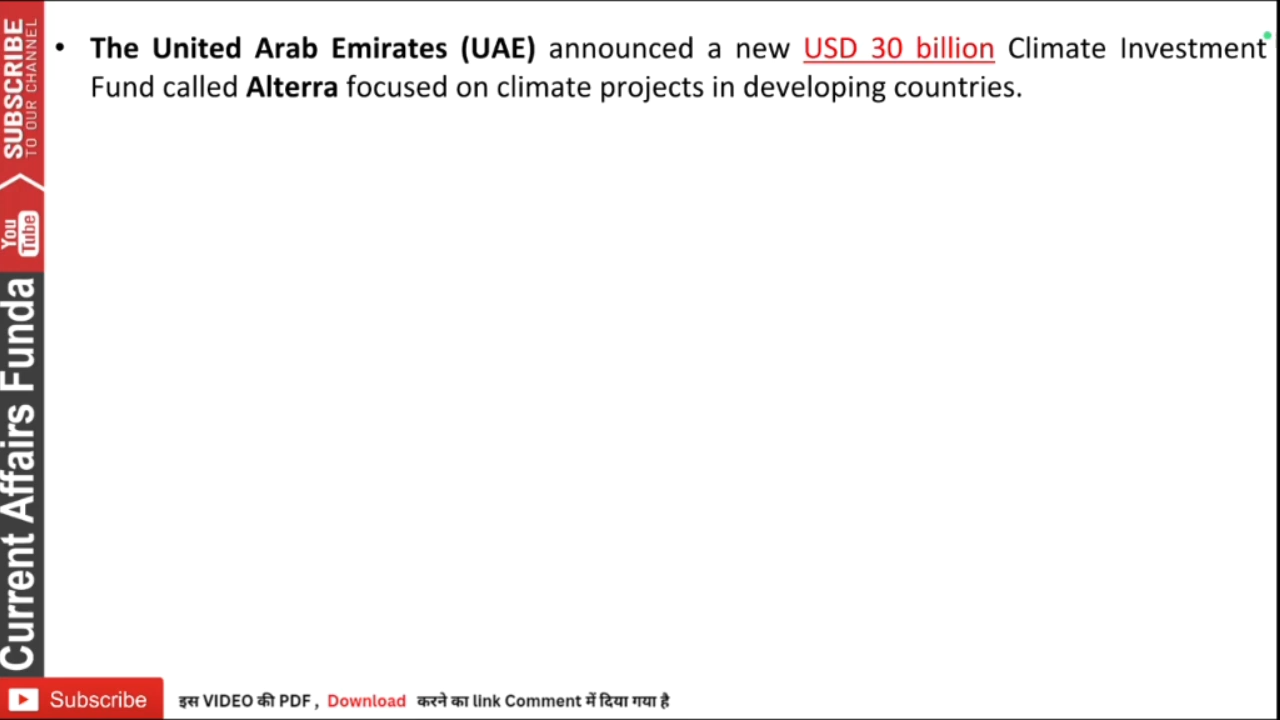 • The United Arab Emirates (UAE) announced a new USD 30 billion Climate Investment
Fund called Alterra focused on climate projects in developing countries.
SUBSCRIBE
TO OUR CHANNEL
You
Tube
Current Affairs Funda
Subscribe
इस VIDEO की PDF , Download करने का link Comment में दिया गया है